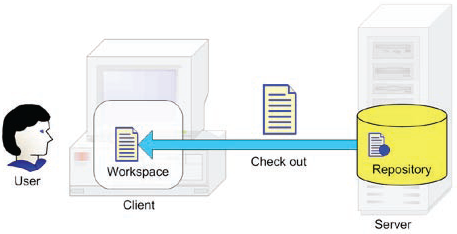 User
Workspace
Client
Check out
Repository
Server